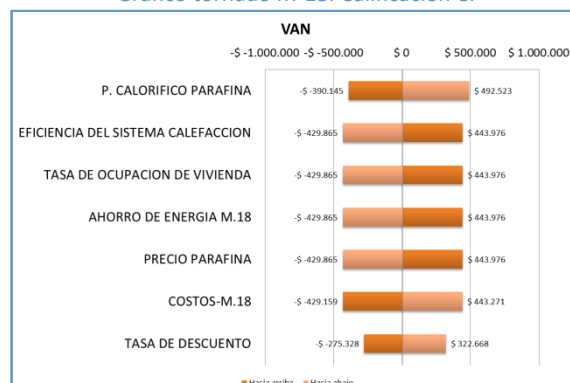 VAN
-$ -1.000.000 -$ -500.000 $ 0 $ 500.000 $ 1.000.000
P. CALORIFICO PARAFINA -$ -390.145 $ 492.523
EFICIENCIA DEL SISTEMA CALEFACCION -$ -429.865 $ 443.976
TASA DE OCUPACION DE VIVIENDA -$ -429.865 $ 443.976
AHORRO DE ENERGIA M.18 -$ -429.865 $ 443.976
PRECIO PARAFINA -$ -429.865 $ 443.976
COSTOS-M.18 -$ -429.159 $ 443.271
TASA DE DESCUENTO -$ -275.328 $ 322.668
Hacia arriba Hacia abajo